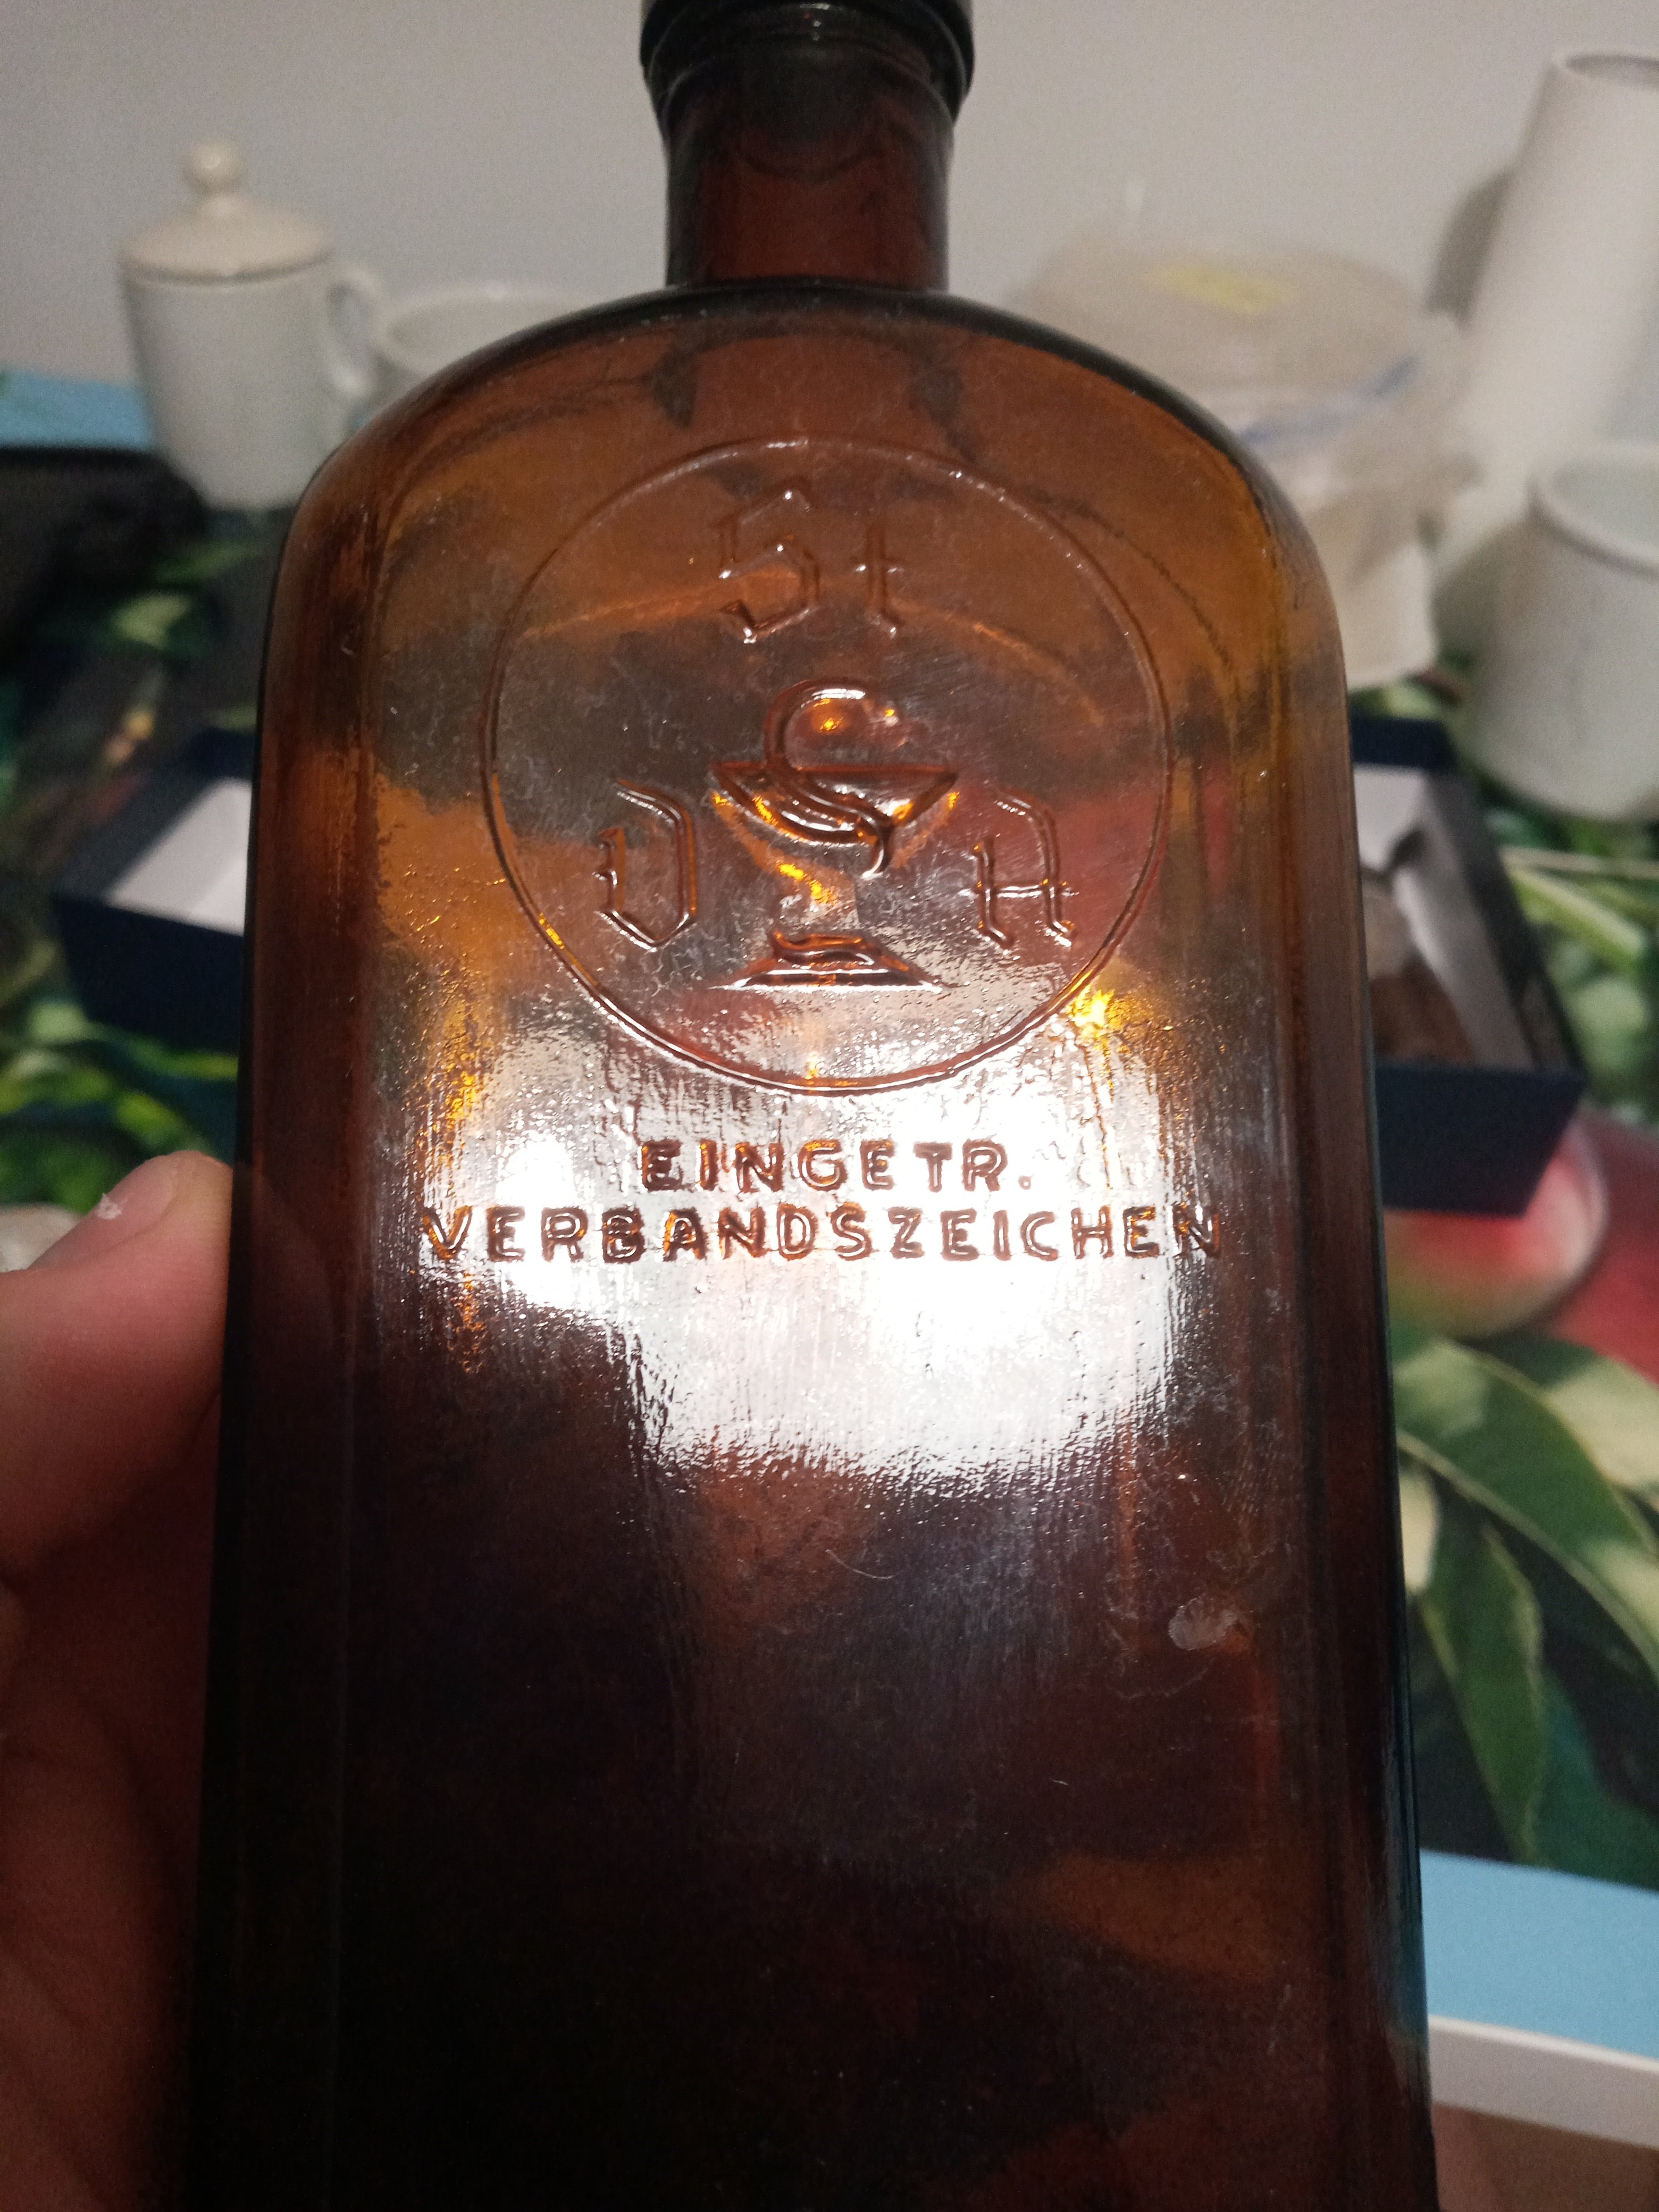 St
D A
EINGETR.
VERBANDSZEICHEN